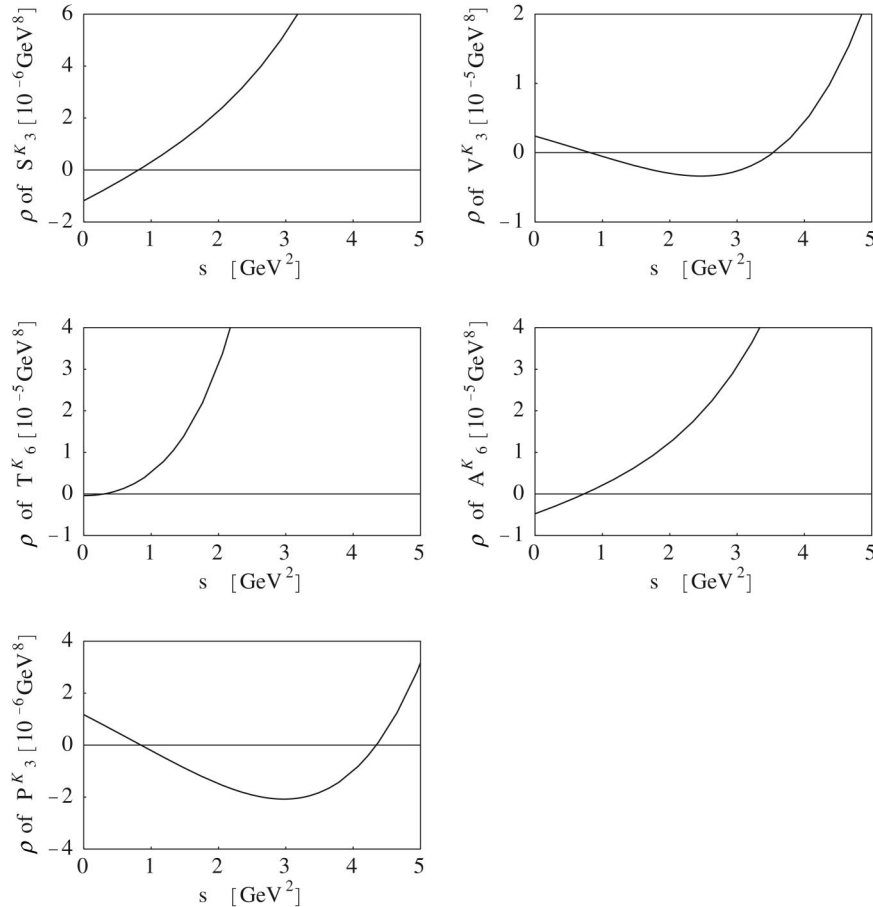 ρ of S^K_3 [10^-6 GeV^8]
6
4
2
0
−2
0 1 2 3 4 5
s [GeV^2]
ρ of V^K_3 [10^-5 GeV^8]
2
1
0
−1
0 1 2 3 4 5
s [GeV^2]
ρ of T^K_6 [10^-5 GeV^8]
4
3
2
1
0
−1
0 1 2 3 4 5
s [GeV^2]
ρ of A^K_6 [10^-5 GeV^8]
4
3
2
1
0
−1
0 1 2 3 4 5
s [GeV^2]
ρ of P^K_3 [10^-6 GeV^8]
4
2
0
−2
−4
0 1 2 3 4 5
s [GeV^2]